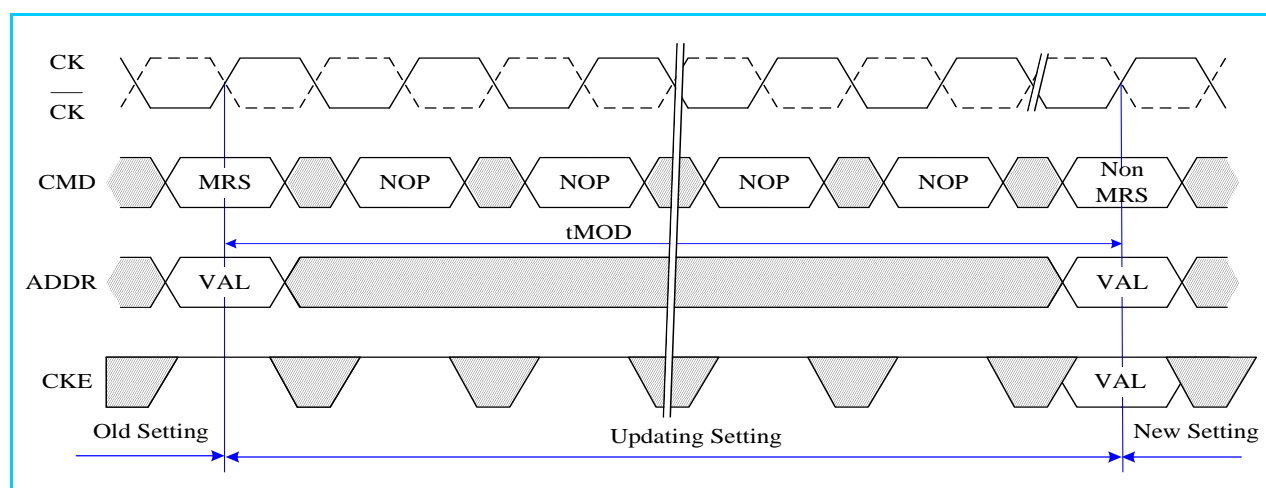 CK
CK
CMD MRS NOP NOP NOP NOP Non
MRS
tMOD
ADDR VAL VAL
CKE VAL
Old Setting Updating Setting New Setting